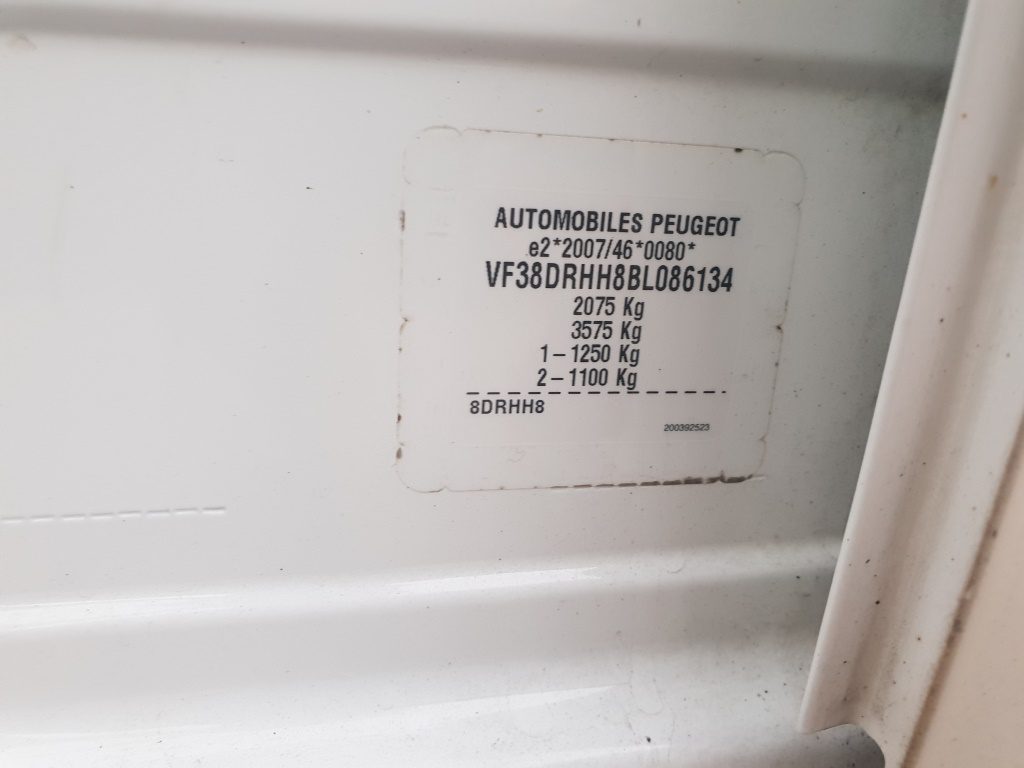 AUTOMOBILES PEUGEOT
e2*2007/46*0080*
VF38DRHH8BL086134
2075 Kg
3575 Kg
1-1250 Kg
2-1100 Kg
8DRHH8
200392523